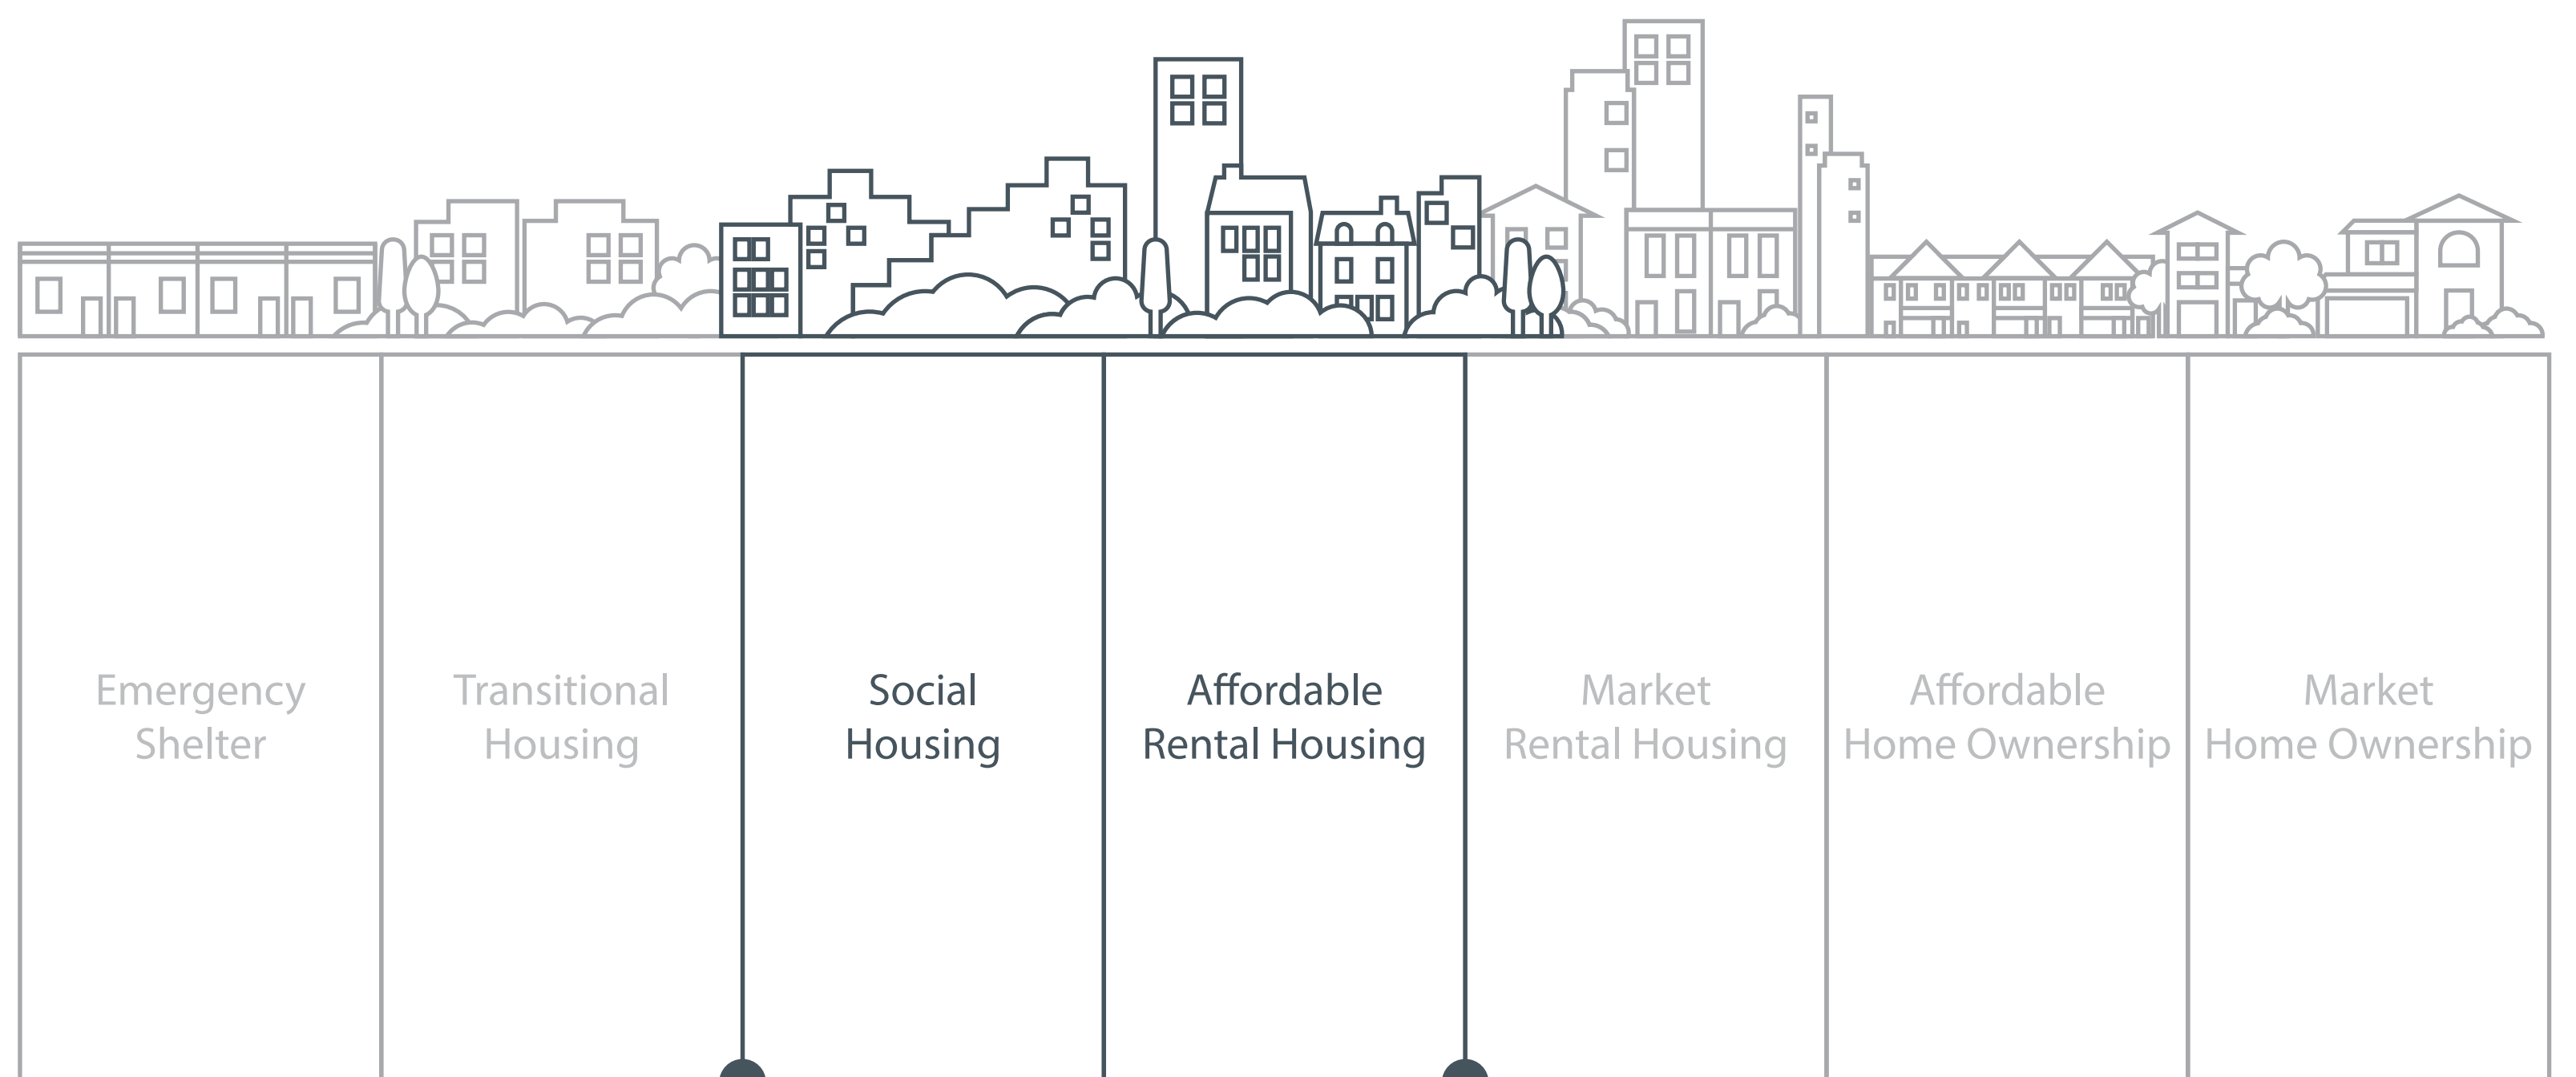 Emergency
Shelter
Transitional
Housing
Social
Housing
Affordable
Rental Housing
Market
Rental Housing
Affordable
Home Ownership
Market
Home Ownership